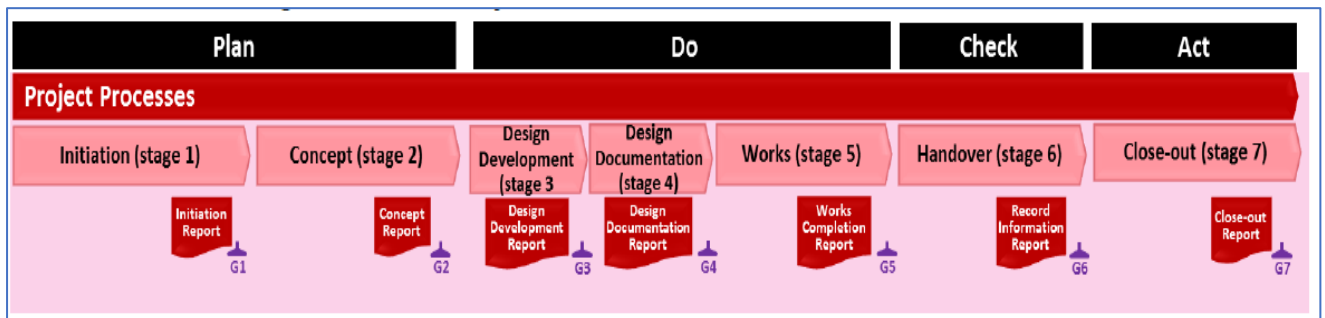 Plan
Do
Check
Act
Project Processes
Initiation (stage 1)
Concept (stage 2)
Design
Development
(stage 3
Design
Documentation
(stage 4)
Works (stage 5)
Handover (stage 6)
Close-out (stage 7)
Initiation
Report
G1
Concept
Report
G2
Design
Development
Report
G3
Design
Documentation
Report
G4
Works
Completion
Report
G5
Record
Information
Report
G6
Close-out
Report
G7